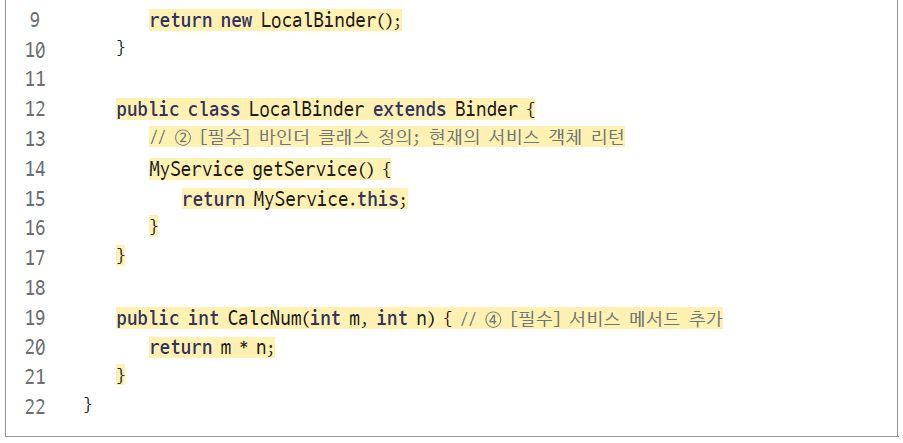 9 return new LocalBinder();
10 }
11
12 public class LocalBinder extends Binder {
13 // ② [필수] 바인더 클래스 정의; 현재의 서비스 객체 리턴
14 MyService getService() {
15 return MyService.this;
16 }
17 }
18
19 public int CalcNum(int m, int n) { // ④ [필수] 서비스 메서드 추가
20 return m * n;
21 }
22 }